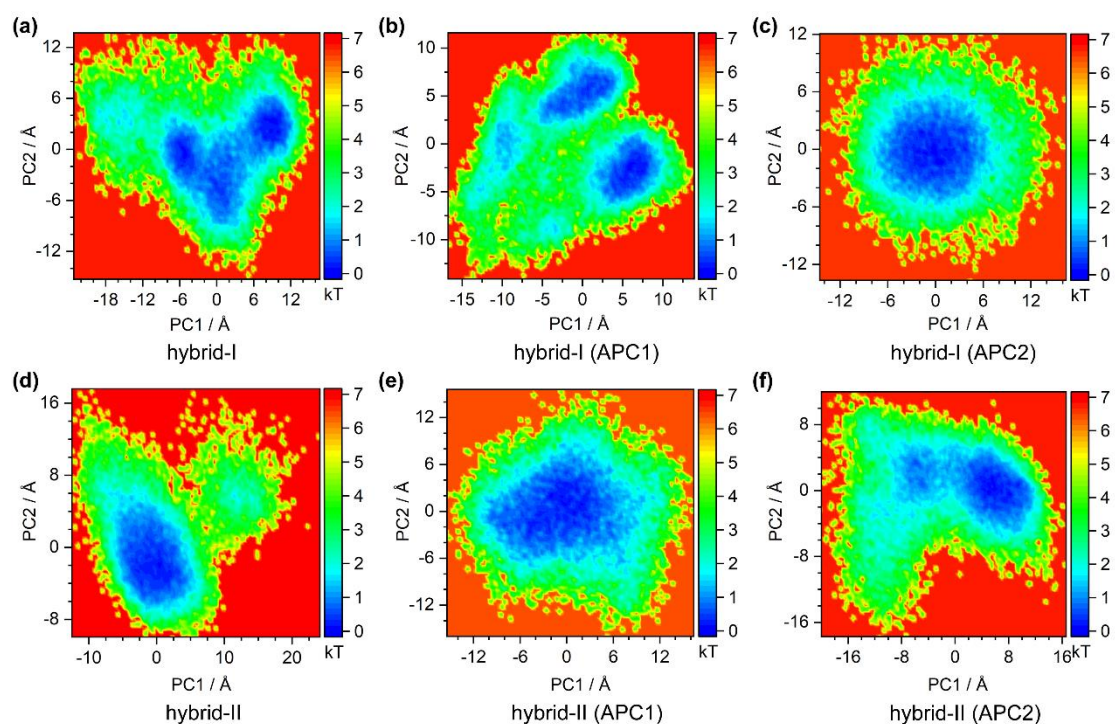 (a)
PC2 / Å
12
6
0
-6
-12
-18 -12 -6 0 6 12
PC1 / Å
hybrid-I
7
6
5
4
3
2
1
0
kT
(b)
PC2 / Å
10
5
0
-5
-10
-15 -10 -5 0 5 10
PC1 / Å
hybrid-I (APC1)
7
6
5
4
3
2
1
0
kT
(c)
PC2 / Å
12
6
0
-6
-12
-12 -6 0 6 12
PC1 / Å
hybrid-I (APC2)
7
6
5
4
3
2
1
0
kT
(d)
PC2 / Å
16
8
0
-8
-10 0 10 20
PC1 / Å
hybrid-II
7
6
5
4
3
2
1
0
kT
(e)
PC2 / Å
12
6
0
-6
-12
-12 -6 0 6 12
PC1 / Å
hybrid-II (APC1)
7
6
5
4
3
2
1
0
kT
(f)
PC2 / Å
8
0
-8
-16
-16 -8 0 8 16
PC1 / Å
hybrid-II (APC2)
7
6
5
4
3
2
1
0
kT